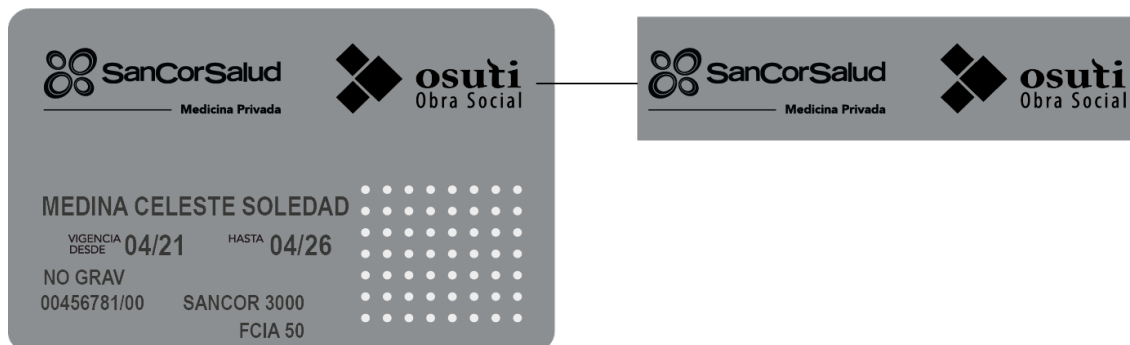 SanCorSalud
Medicina Privada
osuti
Obra Social
MEDINA CELESTE SOLEDAD
VIGENCIA DESDE 04/21 HASTA 04/26
NO GRAV
00456781/00 SANCOR 3000
FCIA 50
SanCorSalud
Medicina Privada
osuti
Obra Social